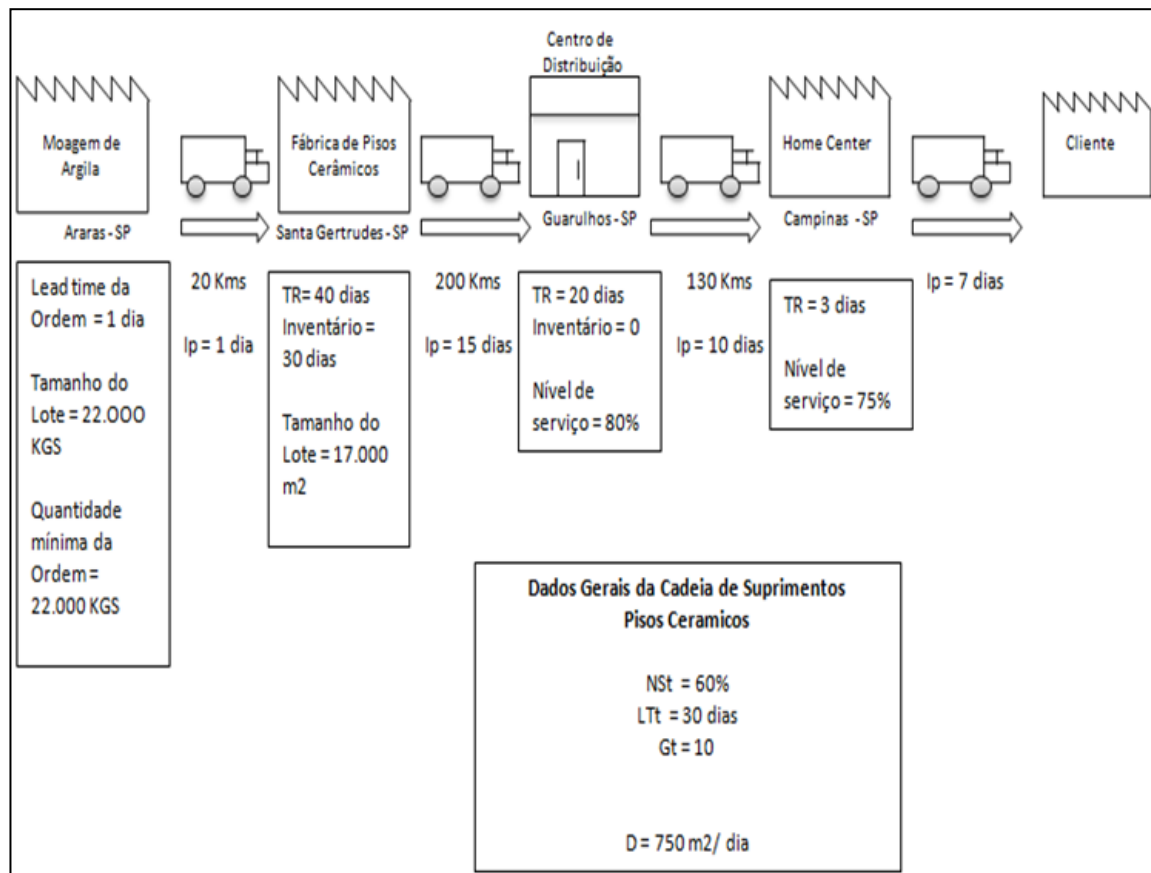 Centro de
Distribuição
Moagem de
Argila
Fábrica de Pisos
Cerâmicos
Home Center
Cliente
Araras - SP
Santa Gertrudes - SP
Guarulhos - SP
Campinas - SP
Lead time da
Ordem = 1 dia
Tamanho do
Lote = 22.OOO
KGS
Quantidade
mínima da
Ordem =
22.000 KGS
20 Kms
Ip = 1 dia
TR= 40 dias
Inventário =
30 dias
Tamanho do
Lote = 17.000
m2
200 Kms
Ip = 15 dias
TR = 20 dias
Inventário = 0
Nível de
serviço = 80%
130 Kms
Ip = 10 dias
TR = 3 dias
Nível de
serviço = 75%
Ip = 7 dias
Dados Gerais da Cadeia de Suprimentos
Pisos Ceramicos
NSt = 60%
LTt = 30 dias
Gt = 10
D = 750 m2/ dia